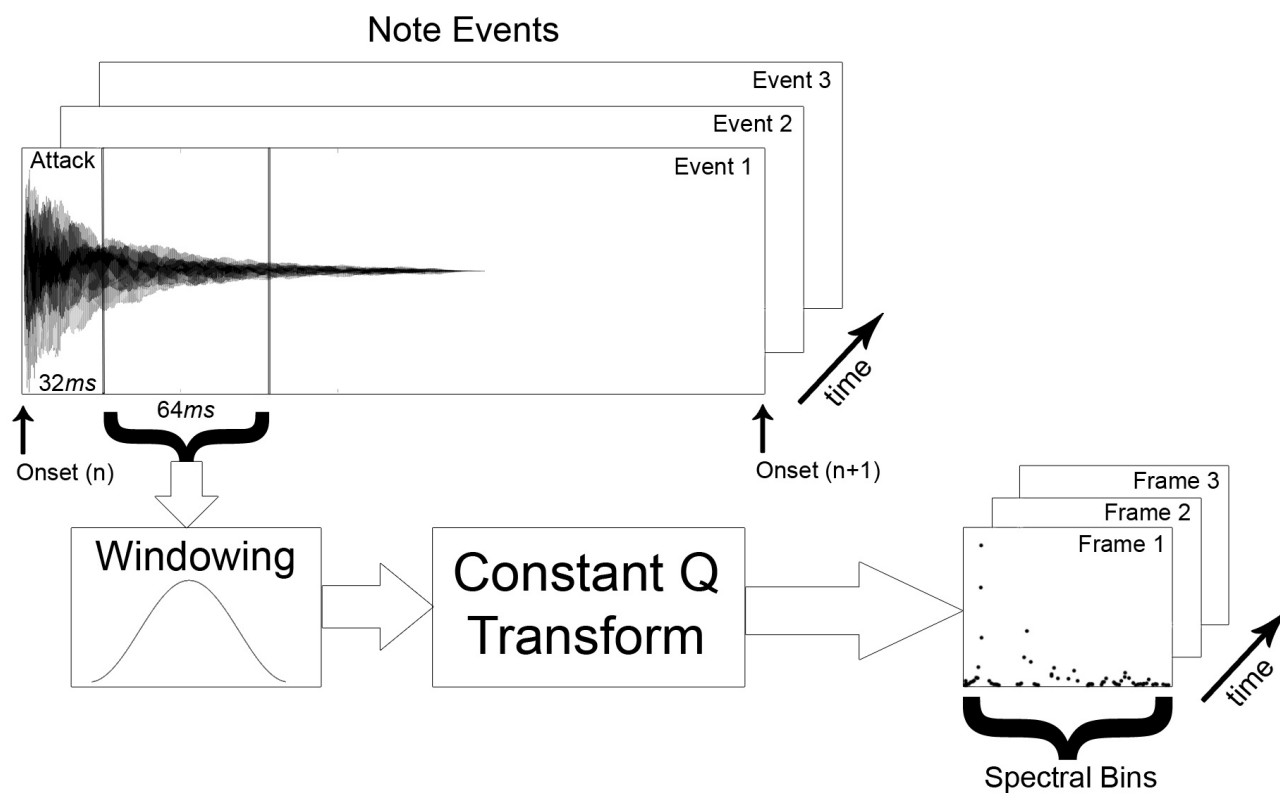 Note Events
Event 3
Event 2
Event 1
Attack
32ms
64ms
time
Onset (n)
Onset (n+1)
Windowing
Constant Q
Transform
Frame 3
Frame 2
Frame 1
time
Spectral Bins